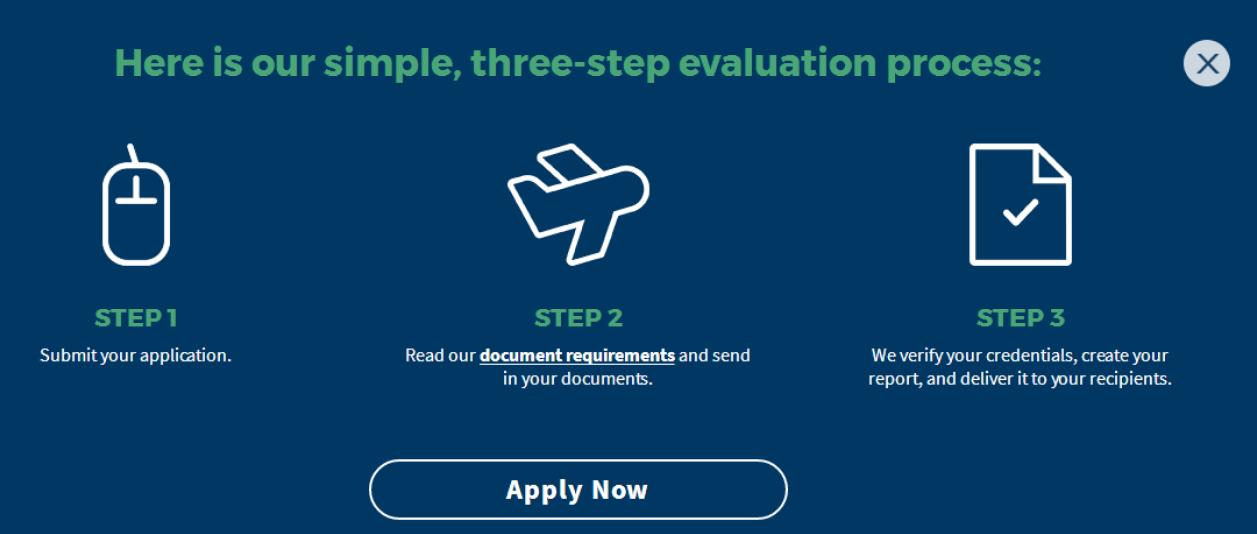 Here is our simple, three-step evaluation process:
STEP 1
Submit your application.
STEP 2
Read our document requirements and send
in your documents.
STEP 3
We verify your credentials, create your
report, and deliver it to your recipients.
Apply Now